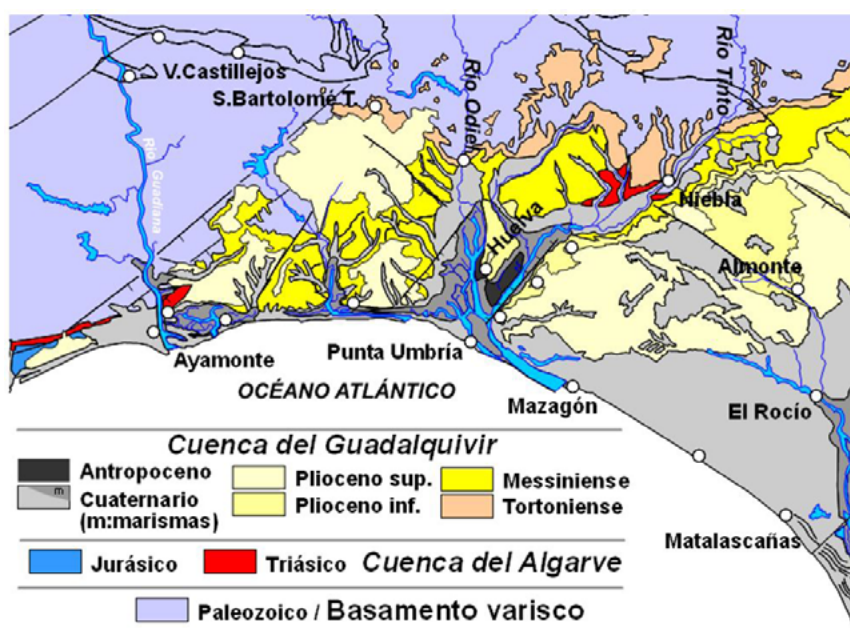 V.Castillejos
S.Bartolomé T.
Río Odiel
Río Tinto
Río Guadiana
Niebla
Huelva
Almonte
Ayamonte
Punta Umbría
OCÉANO ATLÁNTICO
Mazagón
El Rocío
Matalascañas
Cuenca del Guadalquivir
Antropoceno
Plioceno sup.
Messiniense
m
Cuaternario
(m:marismas)
Plioceno inf.
Tortoniense
Jurásico
Triásico
Cuenca del Algarve
Paleozoico / Basamento varisco